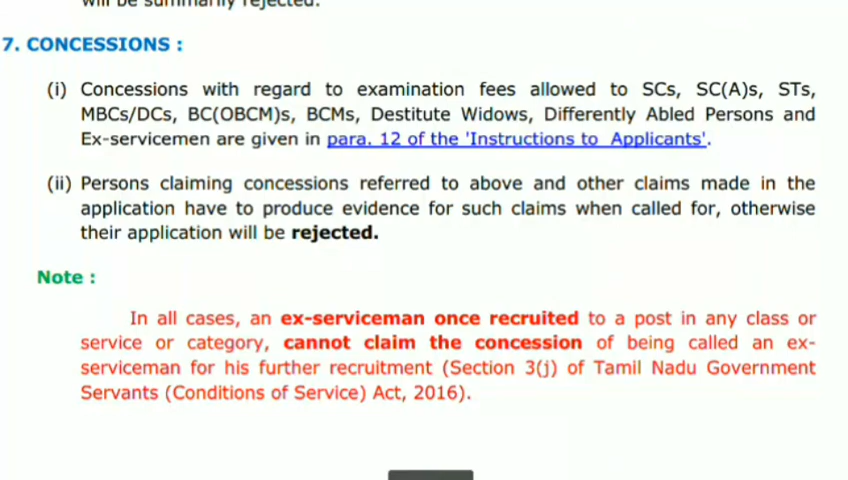 will be summarily rejected.
7. CONCESSIONS :
(i) Concessions with regard to examination fees allowed to SCs, SC(A)s, STs,
MBCs/DCs, BC(OBCM)s, BCMs, Destitute Widows, Differently Abled Persons and
Ex-servicemen are given in para. 12 of the 'Instructions to Applicants'.
(ii) Persons claiming concessions referred to above and other claims made in the
application have to produce evidence for such claims when called for, otherwise
their application will be rejected.
Note :
In all cases, an ex-serviceman once recruited to a post in any class or
service or category, cannot claim the concession of being called an ex-
serviceman for his further recruitment (Section 3(j) of Tamil Nadu Government
Servants (Conditions of Service) Act, 2016).